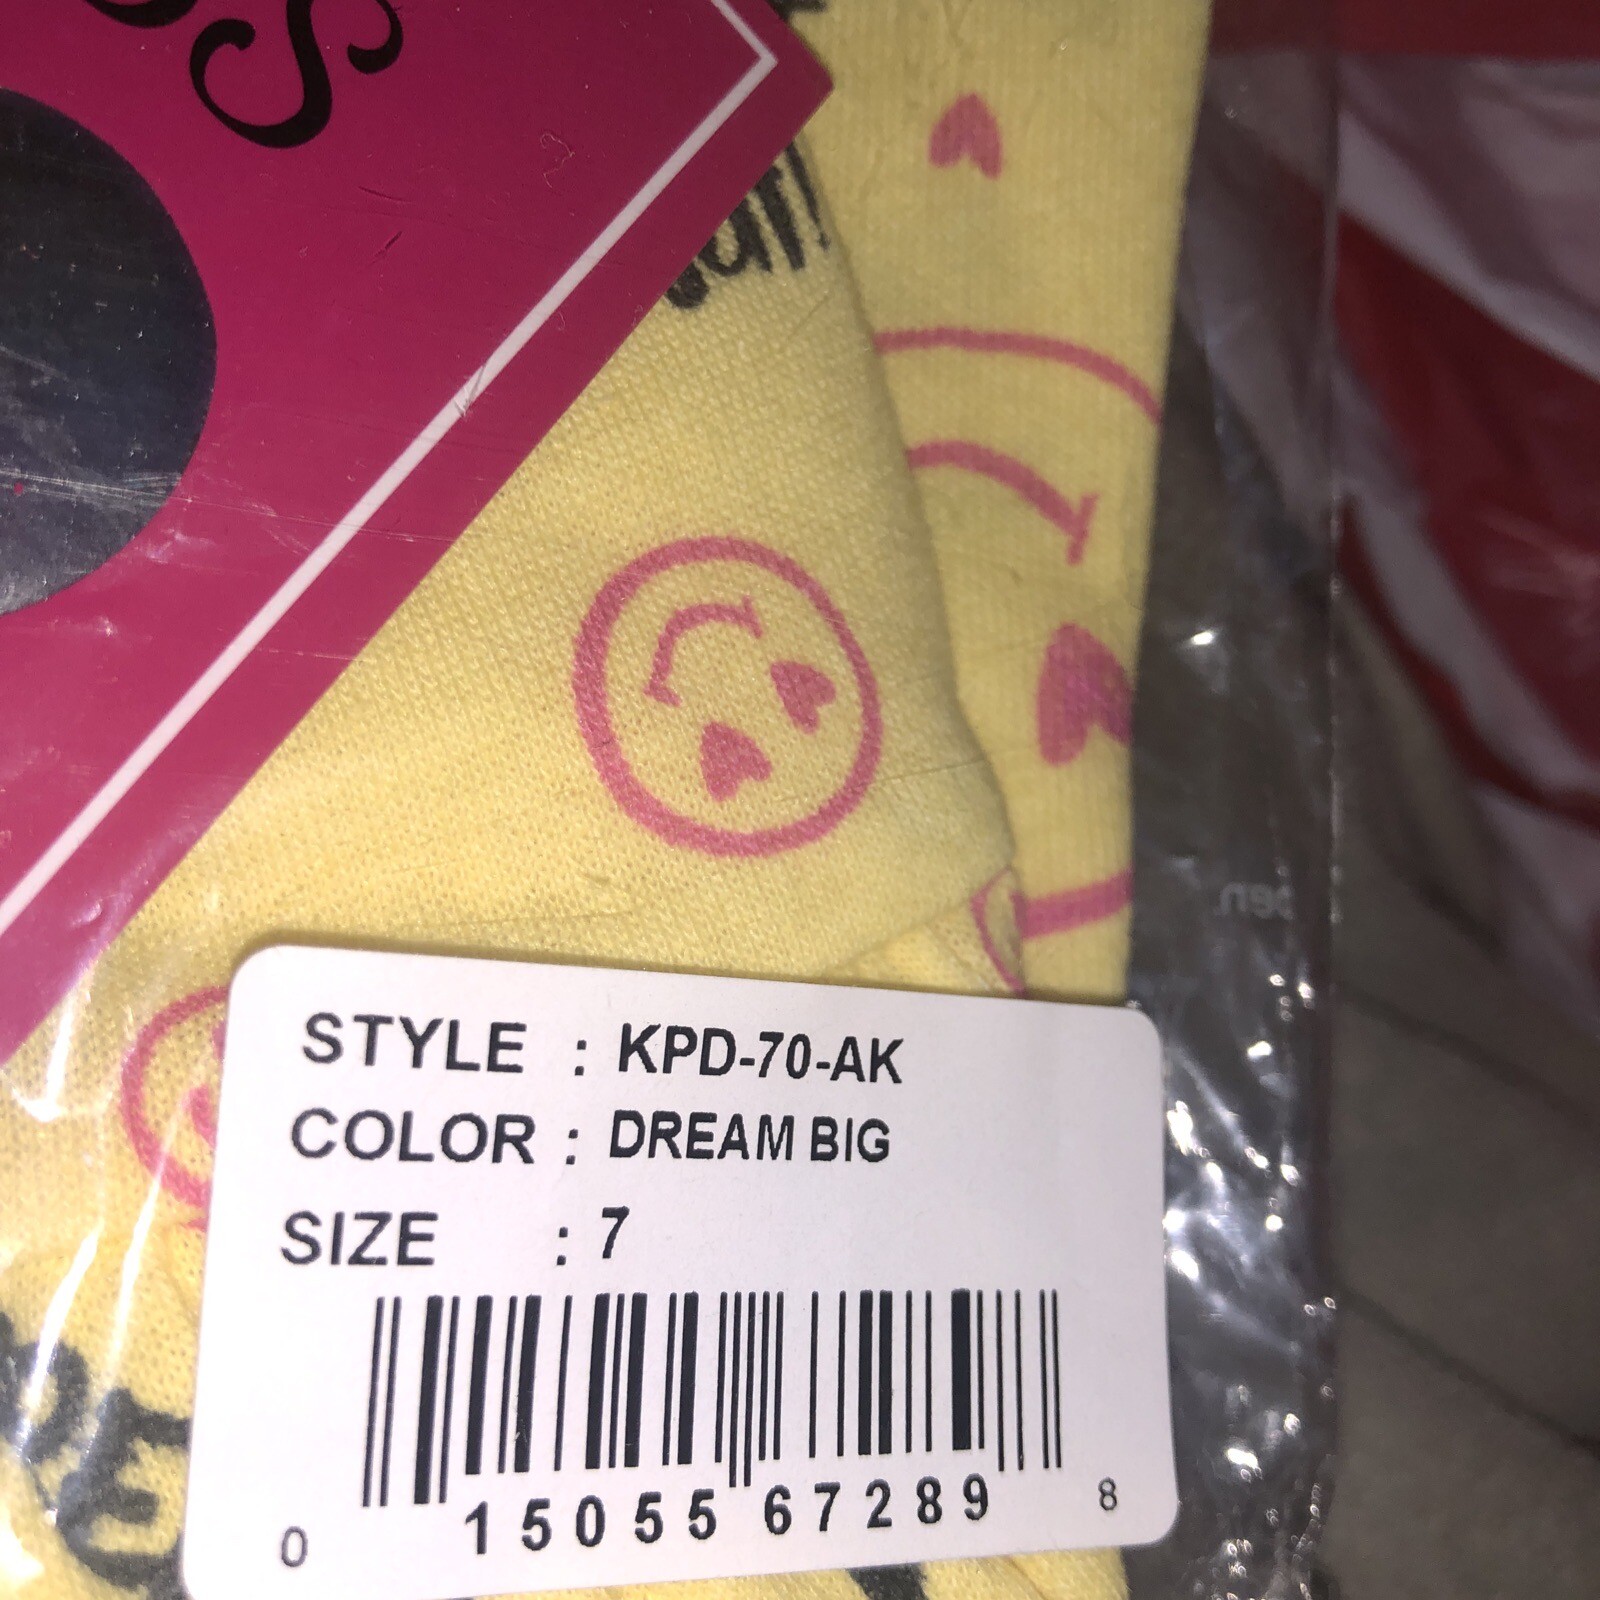 STYLE : KPD-70-AK
COLOR : DREAM BIG
SIZE : 7
0 15055 67289 8